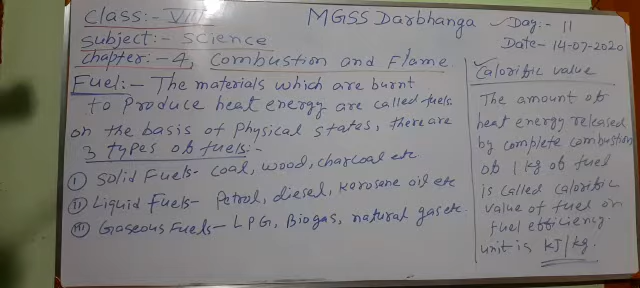 Class:- VIII
MGSS Darbhanga
Day:- 11
Subject:- Science
Date- 14-07-2020
Chapter:- 4, Combustion and Flame
Fuel:- The materials which are burnt
to produce heat energy are called fuels.
on the basis of Physical states, there are
3 types of fuels:-
(I) Solid Fuels- Coal, wood, charcoal etc
(II) Liquid Fuels- Petrol, diesel, Karosane oil etc
(III) Gaseous Fuels- LPG, Biogas, natural gas etc.
Calorific value
The amount of
heat energy released
by complete combustion
of 1 kg of fuel
is called calorific
value of fuel or
fuel efficiency.
unit is KJ/kg.